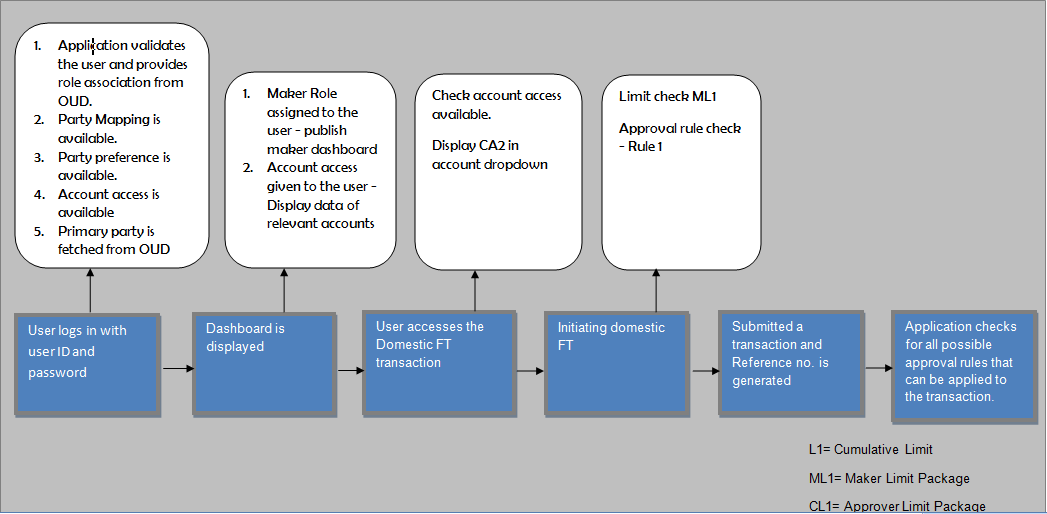 1. Application validates
the user and provides
role association from
OUD.
2. Party Mapping is
available.
3. Party preference is
available.
4. Account access is
available
5. Primary party is
fetched from OUD
1. Maker Role
assigned to the
user - publish
maker dashboard
2. Account access
given to the user -
Display data of
relevant accounts
Check account access
available.
Display CA2 in
account dropdown
Limit check ML1
Approval rule check
- Rule 1
User logs in with
user ID and
password
Dashboard is
displayed
User accesses the
Domestic FT
transaction
Initiating domestic
FT
Submitted a
transaction and
Reference no. is
generated
Application checks
for all possible
approval rules that
can be applied to
the transaction.
L1= Cumulative Limit
ML1= Maker Limit Package
CL1= Approver Limit Package